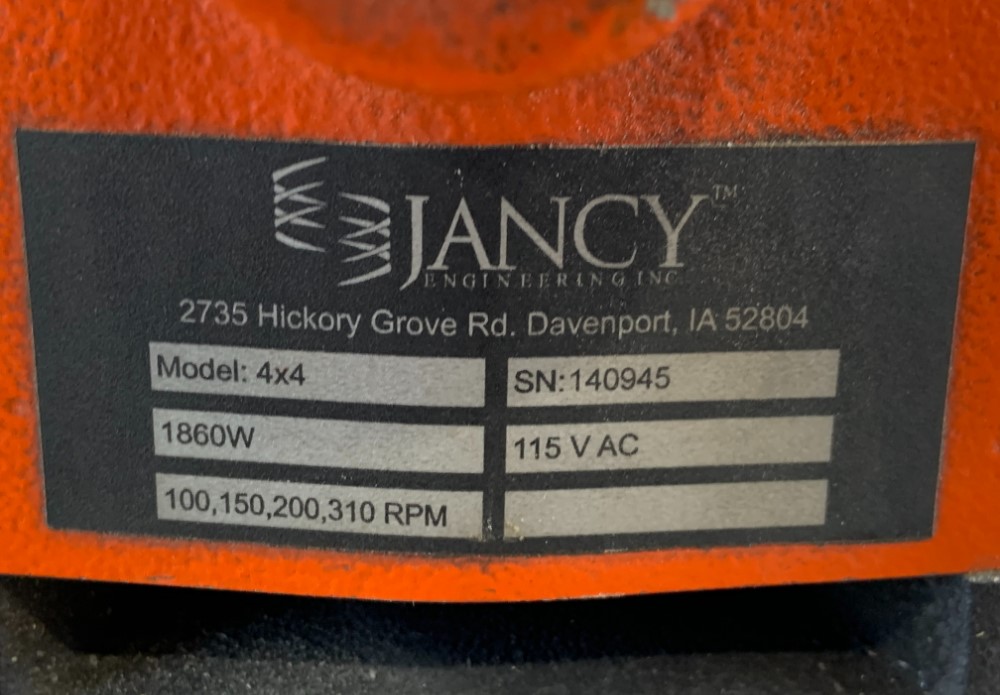 JANCY™
ENGINEERING INC
2735 Hickory Grove Rd. Davenport, IA 52804
Model: 4x4 SN:140945
1860W 115 V AC
100,150,200,310 RPM